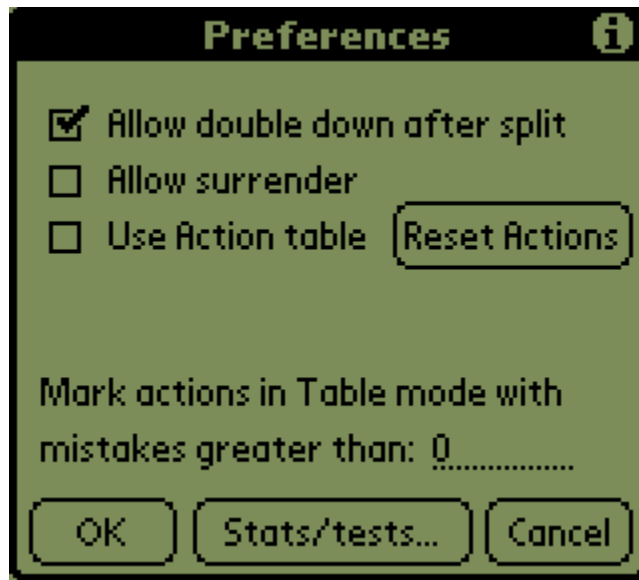 Preferences i
Allow double down after split
Allow surrender
Use Action table Reset Actions
Mark actions in Table mode with
mistakes greater than: 0
OK Stats/tests... Cancel